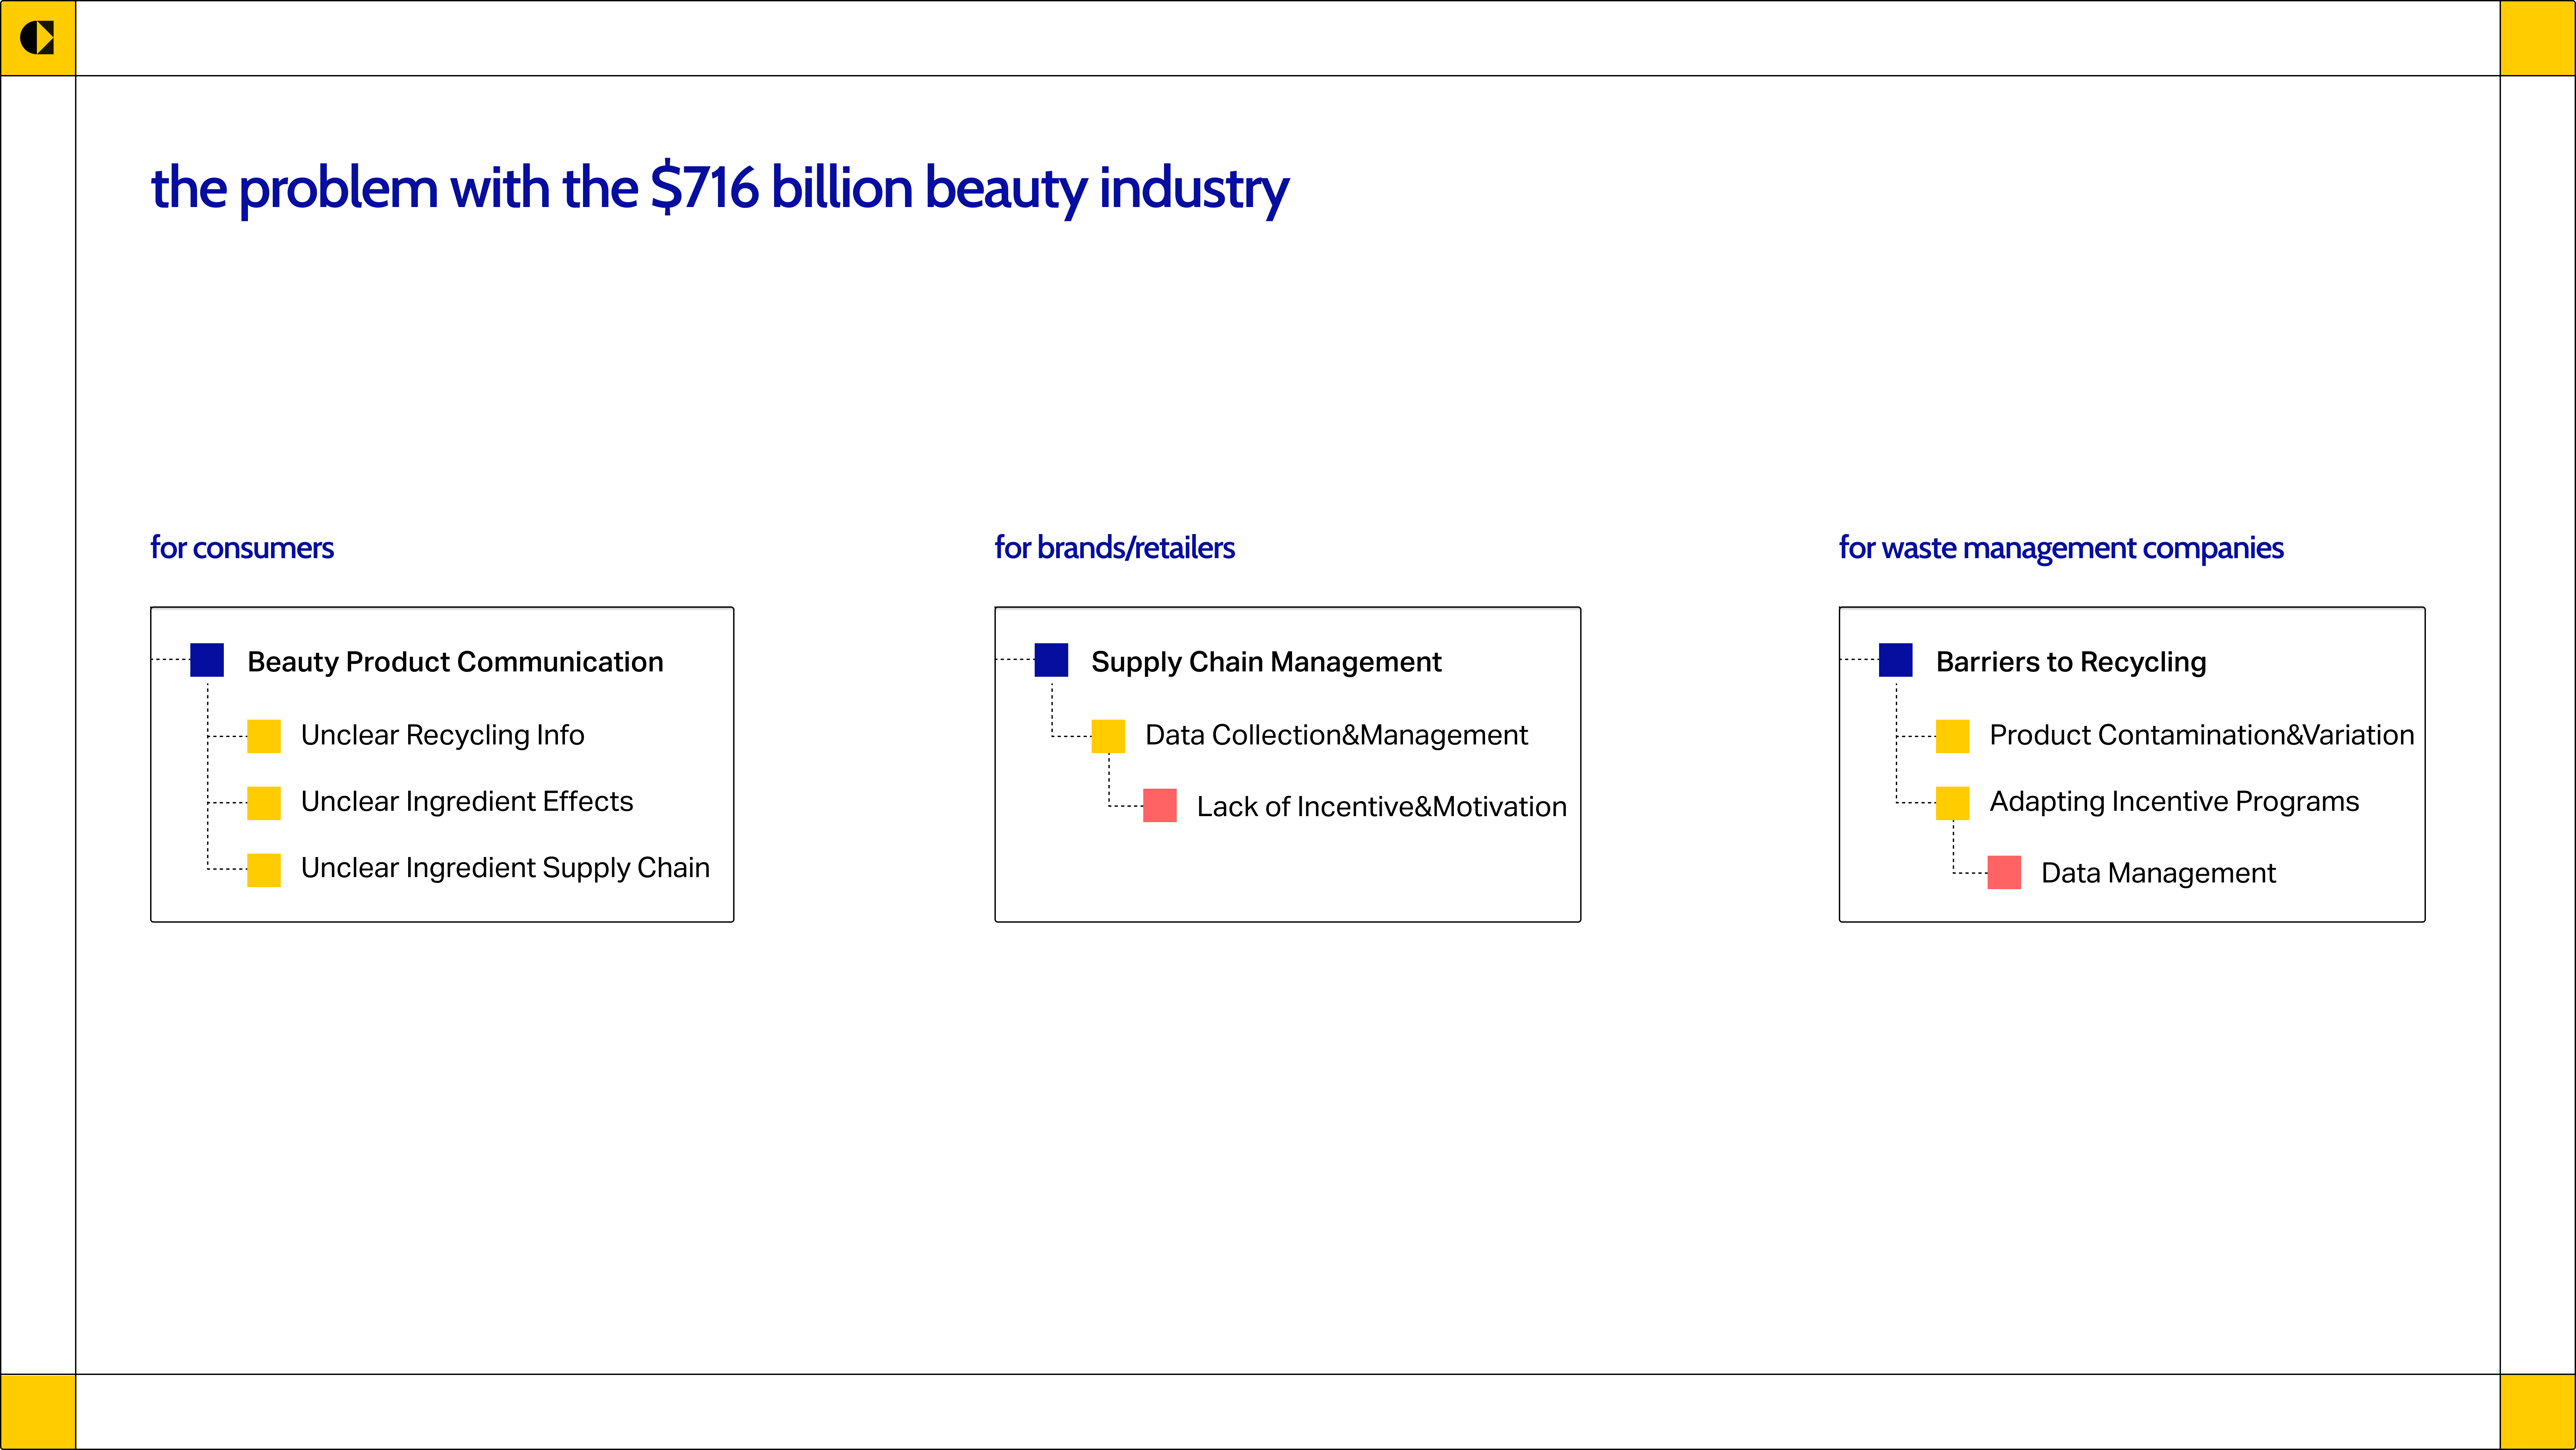 the problem with the $716 billion beauty industry
for consumers
Beauty Product Communication
Unclear Recycling Info
Unclear Ingredient Effects
Unclear Ingredient Supply Chain
for brands/retailers
Supply Chain Management
Data Collection&Management
Lack of Incentive&Motivation
for waste management companies
Barriers to Recycling
Product Contamination&Variation
Adapting Incentive Programs
Data Management